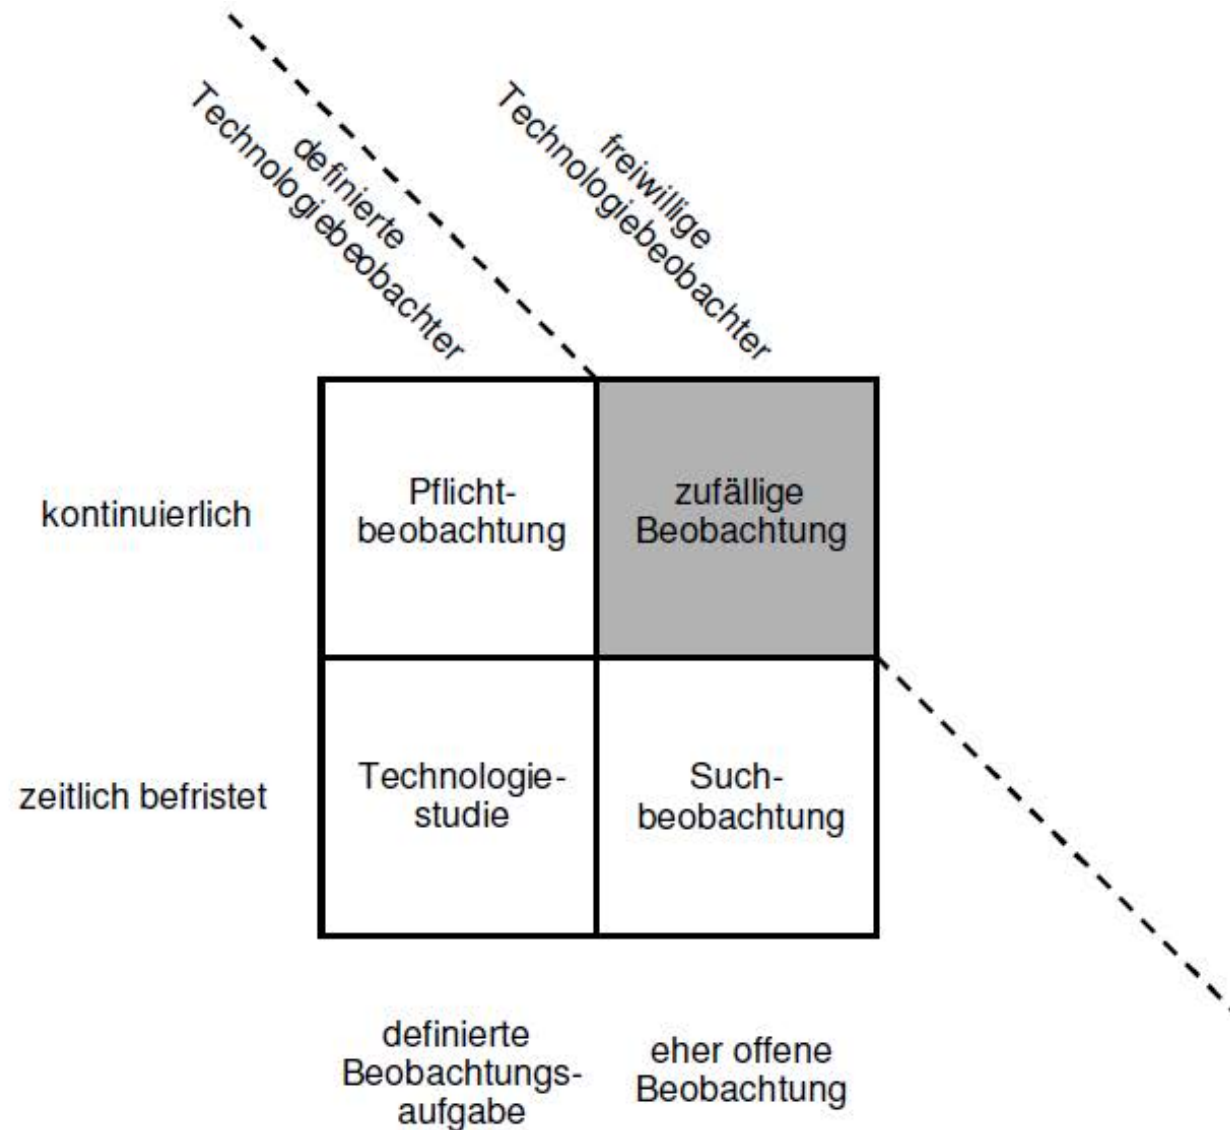 definierte
Technologiebeobachter
freiwillige
Technologiebeobachter
kontinuierlich
Pflicht-
beobachtung
zufällige
Beobachtung
zeitlich befristet
Technologie-
studie
Such-
beobachtung
definierte
Beobachtungs-
aufgabe
eher offene
Beobachtung